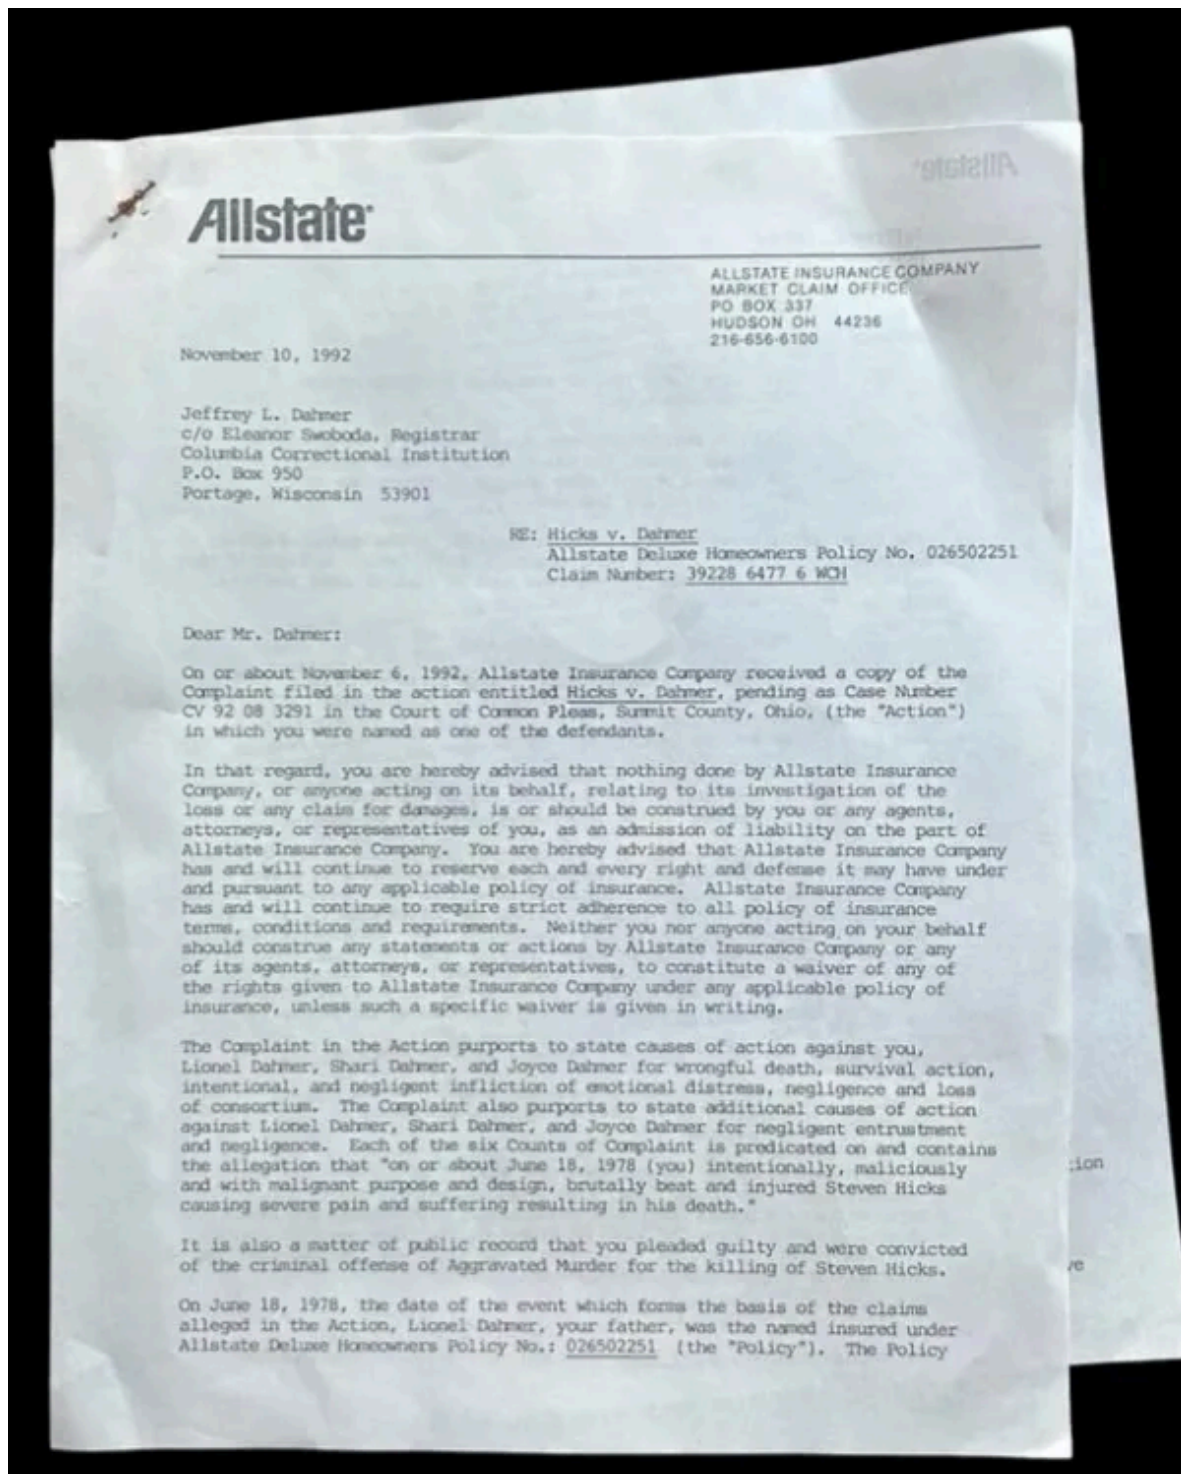 Allstate
Allstate
ALLSTATE INSURANCE COMPANY
MARKET CLAIM OFFICE
PO BOX 337
HUDSON OH 44236
216-656-6100
November 10, 1992
Jeffrey L. Dahmer
c/o Eleanor Swoboda, Registrar
Columbia Correctional Institution
P.O. Box 950
Portage, Wisconsin 53901
RE: Hicks v. Dahmer
Allstate Deluxe Homeowners Policy No. 026502251
Claim Number: 39228 6477 6 WCH
Dear Mr. Dahmer:
On or about November 6, 1992, Allstate Insurance Company received a copy of the
Complaint filed in the action entitled Hicks v. Dahmer, pending as Case Number
CV 92 08 3291 in the Court of Common Pleas, Summit County, Ohio, (the "Action")
in which you were named as one of the defendants.
In that regard, you are hereby advised that nothing done by Allstate Insurance
Company, or anyone acting on its behalf, relating to its investigation of the
loss or any claim for damages, is or should be construed by you or any agents,
attorneys, or representatives of you, as an admission of liability on the part of
Allstate Insurance Company. You are hereby advised that Allstate Insurance Company
has and will continue to reserve each and every right and defense it may have under
and pursuant to any applicable policy of insurance. Allstate Insurance Company
has and will continue to require strict adherence to all policy of insurance
terms, conditions and requirements. Neither you nor anyone acting on your behalf
should construe any statements or actions by Allstate Insurance Company or any
of its agents, attorneys, or representatives, to constitute a waiver of any of
the rights given to Allstate Insurance Company under any applicable policy of
insurance, unless such a specific waiver is given in writing.
The Complaint in the Action purports to state causes of action against you,
Lionel Dahmer, Shari Dahmer, and Joyce Dahmer for wrongful death, survival action,
intentional, and negligent infliction of emotional distress, negligence and loss
of consortium. The Complaint also purports to state additional causes of action
against Lionel Dahmer, Shari Dahmer, and Joyce Dahmer for negligent entrustment
and negligence. Each of the six Counts of Complaint is predicated on and contains
the allegation that "on or about June 18, 1978 (you) intentionally, maliciously
and with malignant purpose and design, brutally beat and injured Steven Hicks
causing severe pain and suffering resulting in his death."
It is also a matter of public record that you pleaded guilty and were convicted
of the criminal offense of Aggravated Murder for the killing of Steven Hicks.
On June 18, 1978, the date of the event which forms the basis of the claims
alleged in the Action, Lionel Dahmer, your father, was the named insured under
Allstate Deluxe Homeowners Policy No.: 026502251 (the "Policy"). The Policy